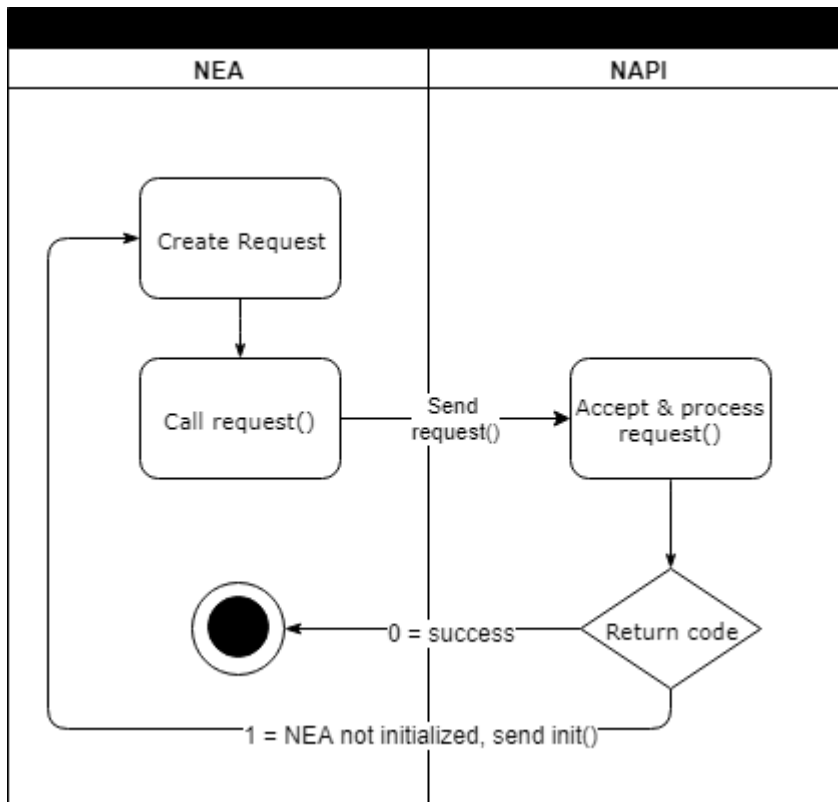 NEA
NAPI
Create Request
Call request()
Send
request()
Accept & process
request()
Return code
0 = success
1 = NEA not initialized, send init()